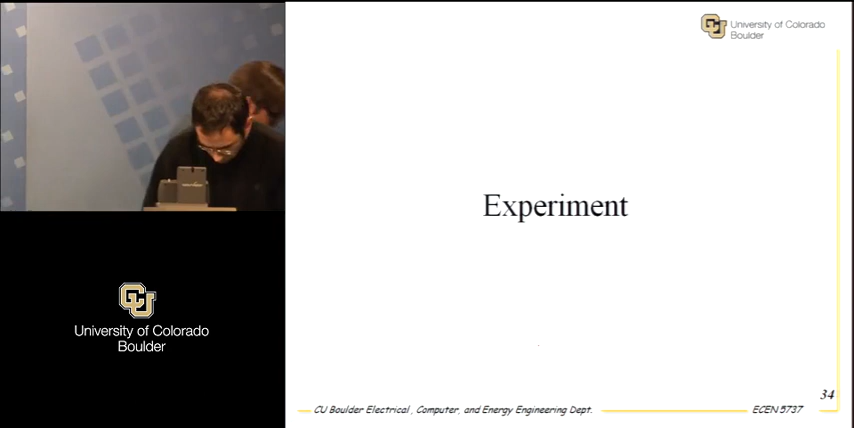 University of Colorado
Boulder
Experiment
University of Colorado
Boulder
34
CU Boulder Electrical, Computer, and Energy Engineering Dept.
ECEN 5737